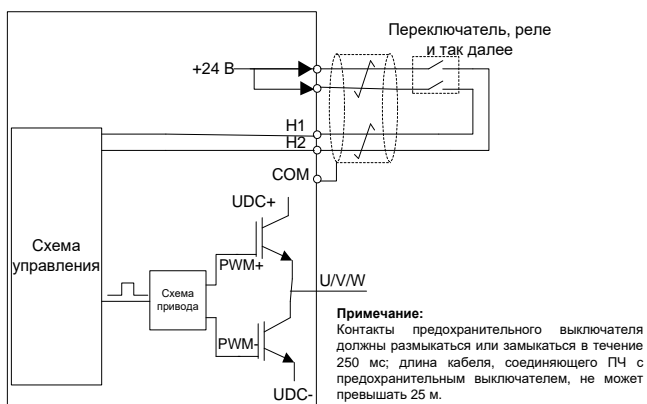 Переключатель, реле
и так далее
+24 В
H1
H2
COM
UDC+
Схема
управления
PWM+
Схема
привода
U/V/W
PWM-
UDC-
Примечание:
Контакты предохранительного выключателя
должны размыкаться или замыкаться в течение
250 мс; длина кабеля, соединяющего ПЧ с
предохранительным выключателем, не может
превышать 25 м.